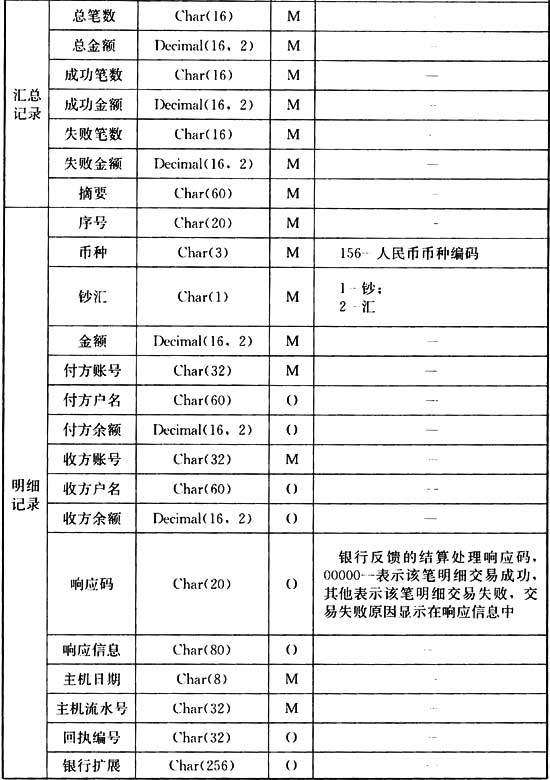 汇总记录
总笔数 Char(16) M —
总金额 Decimal(16，2) M —
成功笔数 Char(16) M —
成功金额 Decimal(16，2) M —
失败笔数 Char(16) M —
失败金额 Decimal(16，2) M —
摘要 Char(60) M —
明细记录
序号 Char(20) M —
币种 Char(3) M 156—人民币币种编码
钞汇 Char(1) M 1—钞；
2—汇
金额 Decimal(16，2) M —
付方账号 Char(32) M —
付方户名 Char(60) O —
付方余额 Decimal(16，2) O —
收方账号 Char(32) M —
收方户名 Char(60) O —
收方余额 Decimal(16，2) O —
响应码 Char(20) O 银行反馈的结算处理响应码，
00000—表示该笔明细交易成功，
其他表示该笔明细交易失败，交
易失败原因显示在响应信息中
响应信息 Char(80) O —
主机日期 Char(8) M —
主机流水号 Char(32) M —
回执编号 Char(32) O —
银行扩展 Char(256) O —